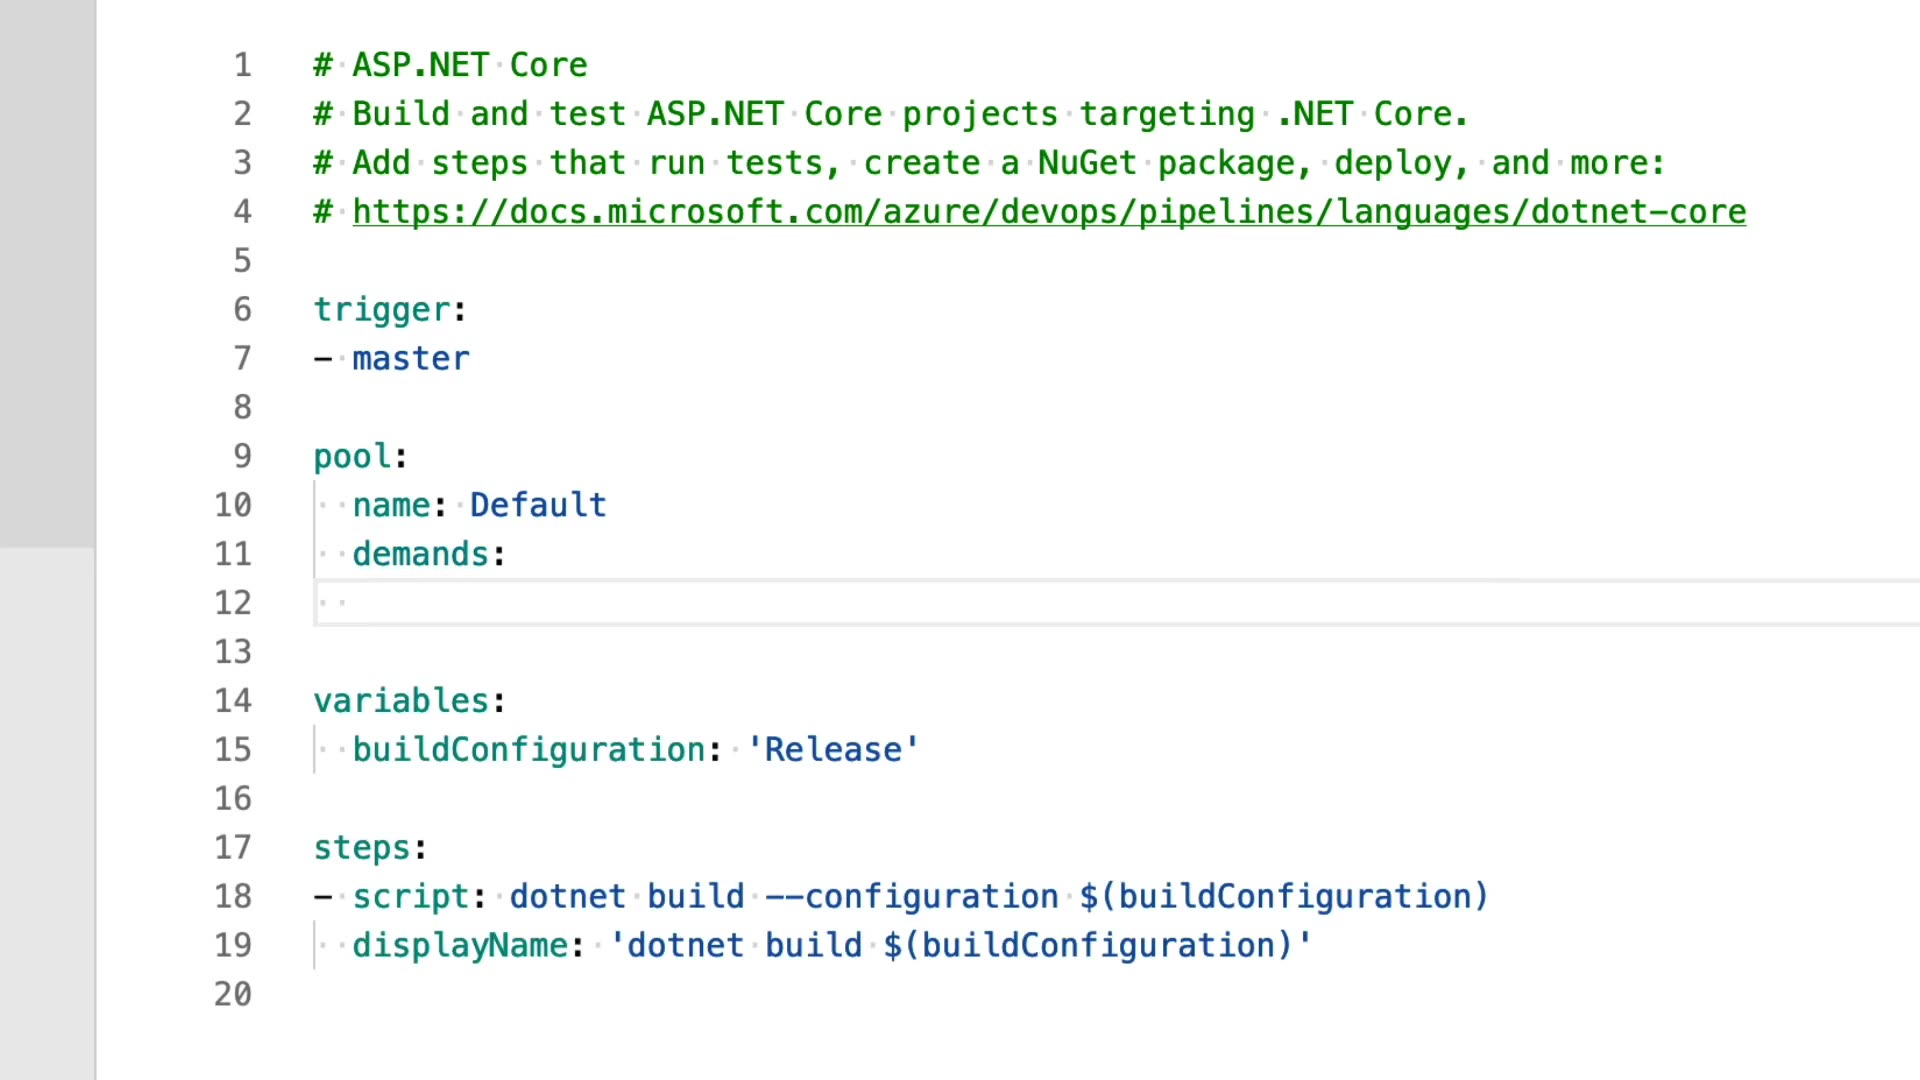 1 # ASP.NET Core
2 # Build and test ASP.NET Core projects targeting .NET Core.
3 # Add steps that run tests, create a NuGet package, deploy, and more:
4 # https://docs.microsoft.com/azure/devops/pipelines/languages/dotnet-core
5
6 trigger:
7 - master
8
9 pool:
10   name: Default
11   demands:
12
13
14 variables:
15   buildConfiguration: 'Release'
16
17 steps:
18 - script: dotnet build --configuration $(buildConfiguration)
19   displayName: 'dotnet build $(buildConfiguration)'
20